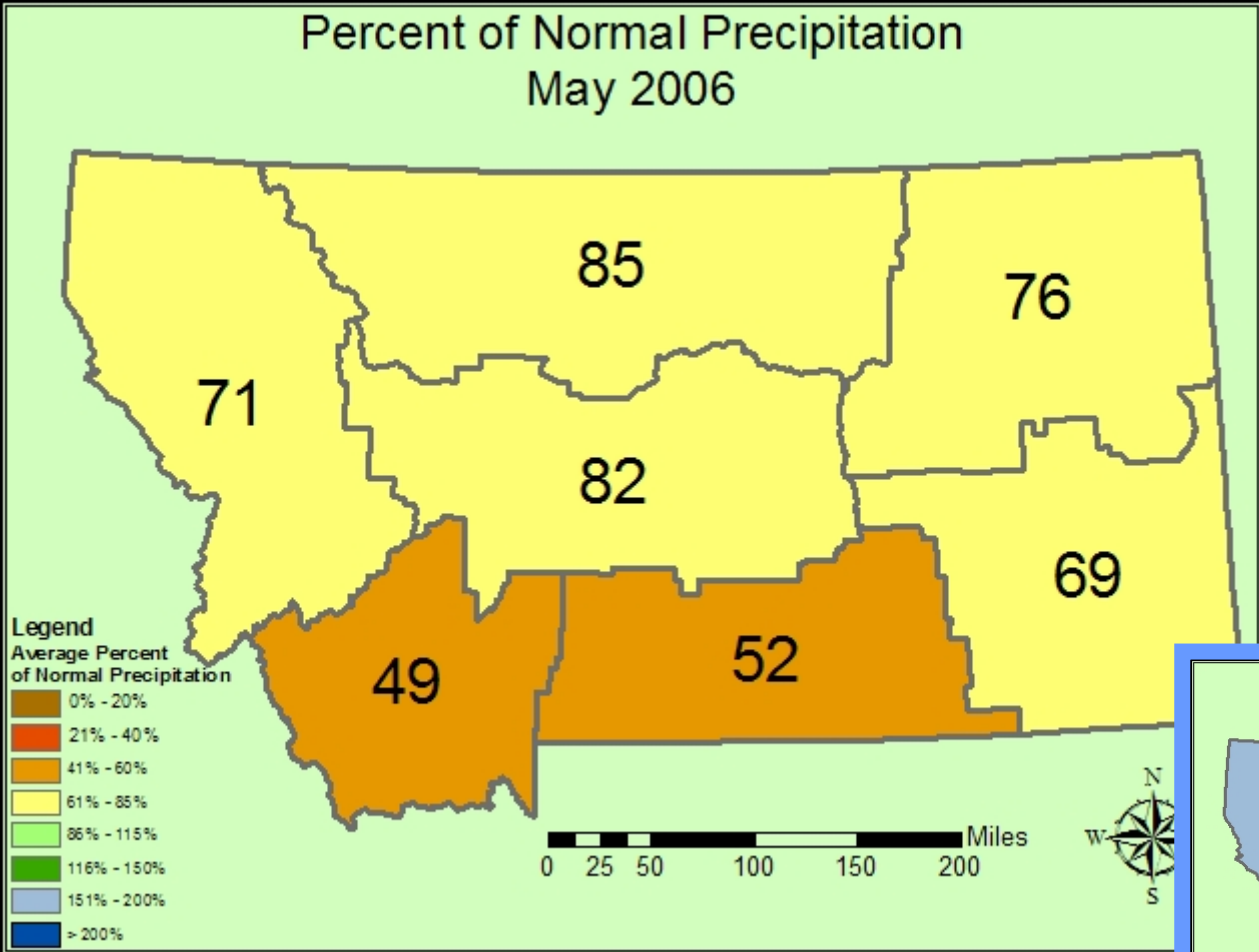 Percent of Normal Precipitation
May 2006
85
76
71
82
69
52
49
Legend
Average Percent
of Normal Precipitation
0% - 20%
21% - 40%
41% - 60%
61% - 85%
86% - 115%
116% - 150%
151% - 200%
> 200%
Miles
0 25 50 100 150 200
N
W
S